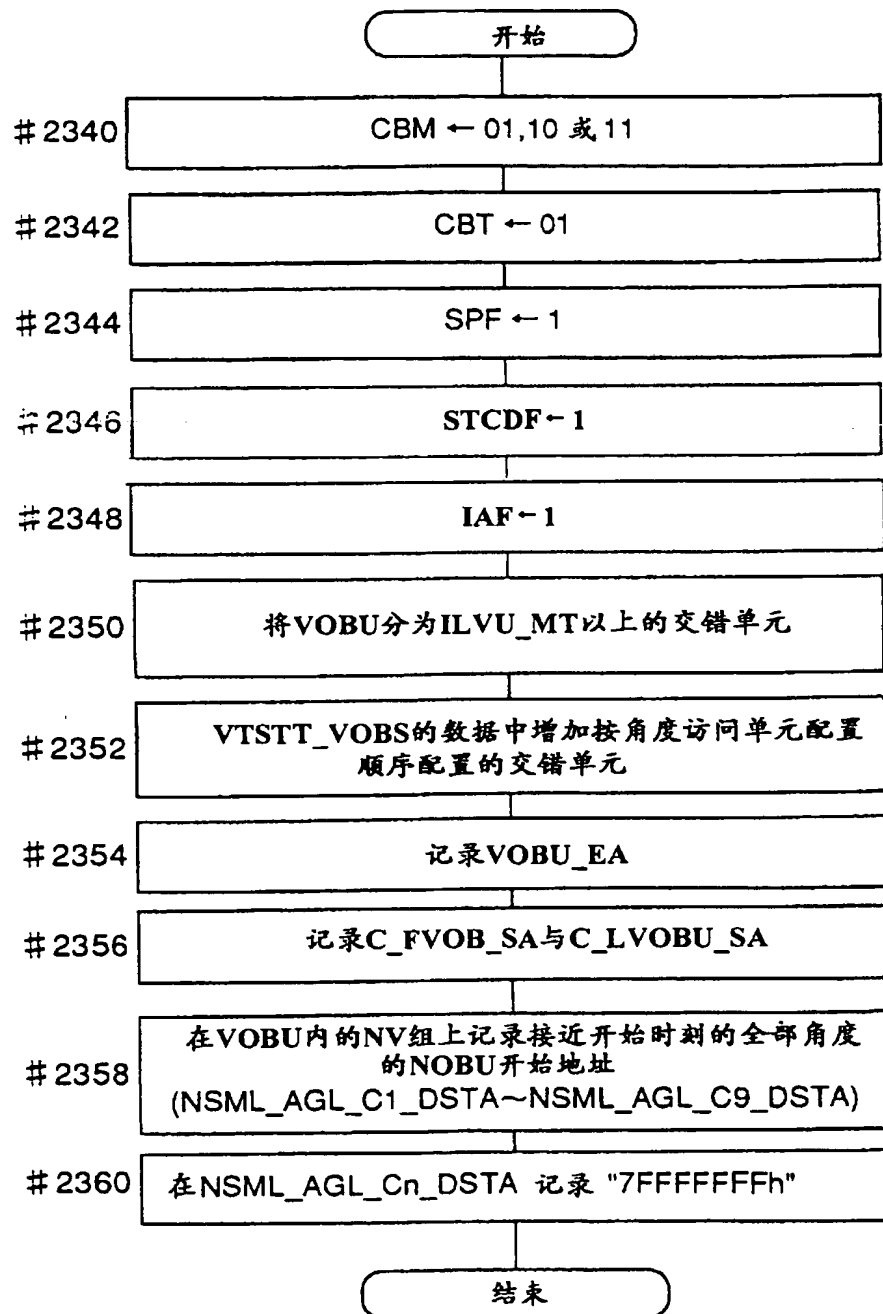 开始
#2340 CBM ← 01,10 或 11
#2342 CBT ← 01
#2344 SPF ← 1
#2346 STCDF←1
#2348 IAF←1
#2350 将VOBU分为ILVU_MT以上的交错单元
#2352 VTSTT_VOBS的数据中增加按角度访问单元配置
顺序配置的交错单元
#2354 记录VOBU_EA
#2356 记录C_FVOB_SA与C_LVOBU_SA
在VOBU内的NV组上记录接近开始时刻的全部角度
#2358 的NOBU开始地址
(NSML_AGL_C1_DSTA～NSML_AGL_C9_DSTA)
#2360 在NSML_AGL_Cn_DSTA 记录 "7FFFFFFFh"
结束